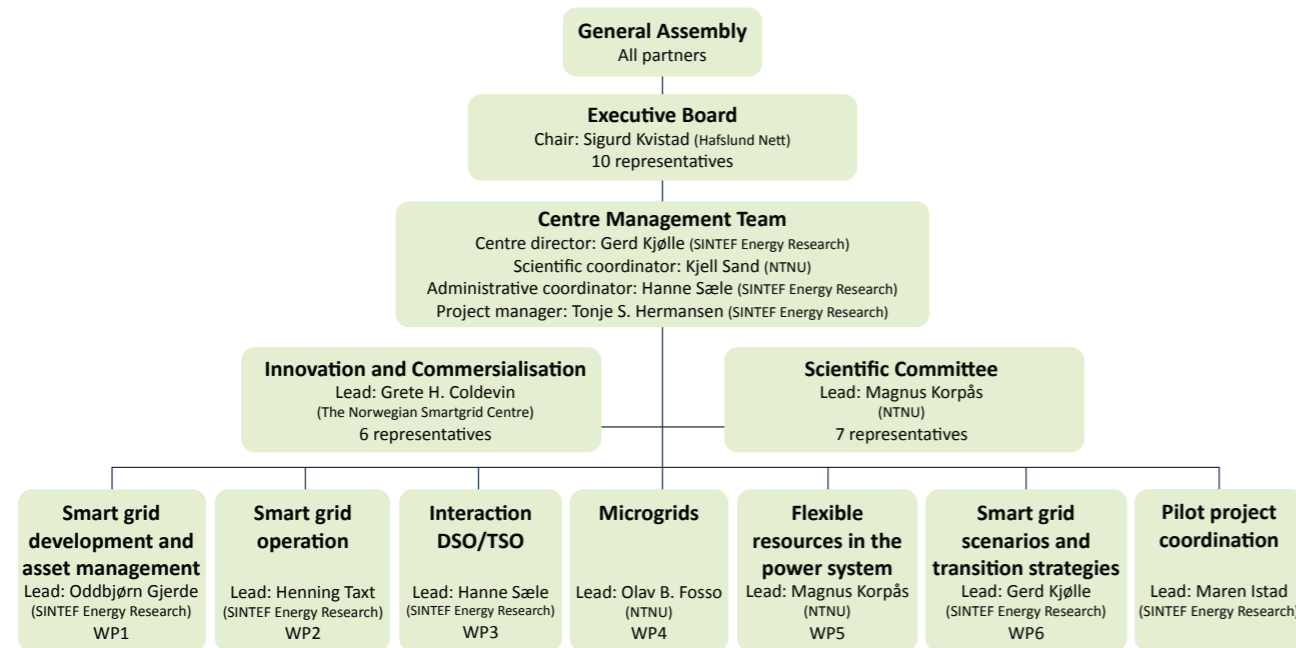 General Assembly
All partners
Executive Board
Chair: Sigurd Kvistad (Hafslund Nett)
10 representatives
Centre Management Team
Centre director: Gerd Kjølle (SINTEF Energy Research)
Scientific coordinator: Kjell Sand (NTNU)
Administrative coordinator: Hanne Sæle (SINTEF Energy Research)
Project manager: Tonje S. Hermansen (SINTEF Energy Research)
Innovation and Commersialisation
Lead: Grete H. Coldevin
(The Norwegian Smartgrid Centre)
6 representatives
Scientific Committee
Lead: Magnus Korpås
(NTNU)
7 representatives
Smart grid
development and
asset management
Lead: Oddbjørn Gjerde
(SINTEF Energy Research)
WP1
Smart grid
operation
Lead: Henning Taxt
(SINTEF Energy Research)
WP2
Interaction
DSO/TSO
Lead: Hanne Sæle
(SINTEF Energy Research)
WP3
Microgrids
Lead: Olav B. Fosso
(NTNU)
WP4
Flexible
resources in the
power system
Lead: Magnus Korpås
(NTNU)
WP5
Smart grid
scenarios and
transition strategies
Lead: Gerd Kjølle
(SINTEF Energy Research)
WP6
Pilot project
coordination
Lead: Maren Istad
(SINTEF Energy Research)